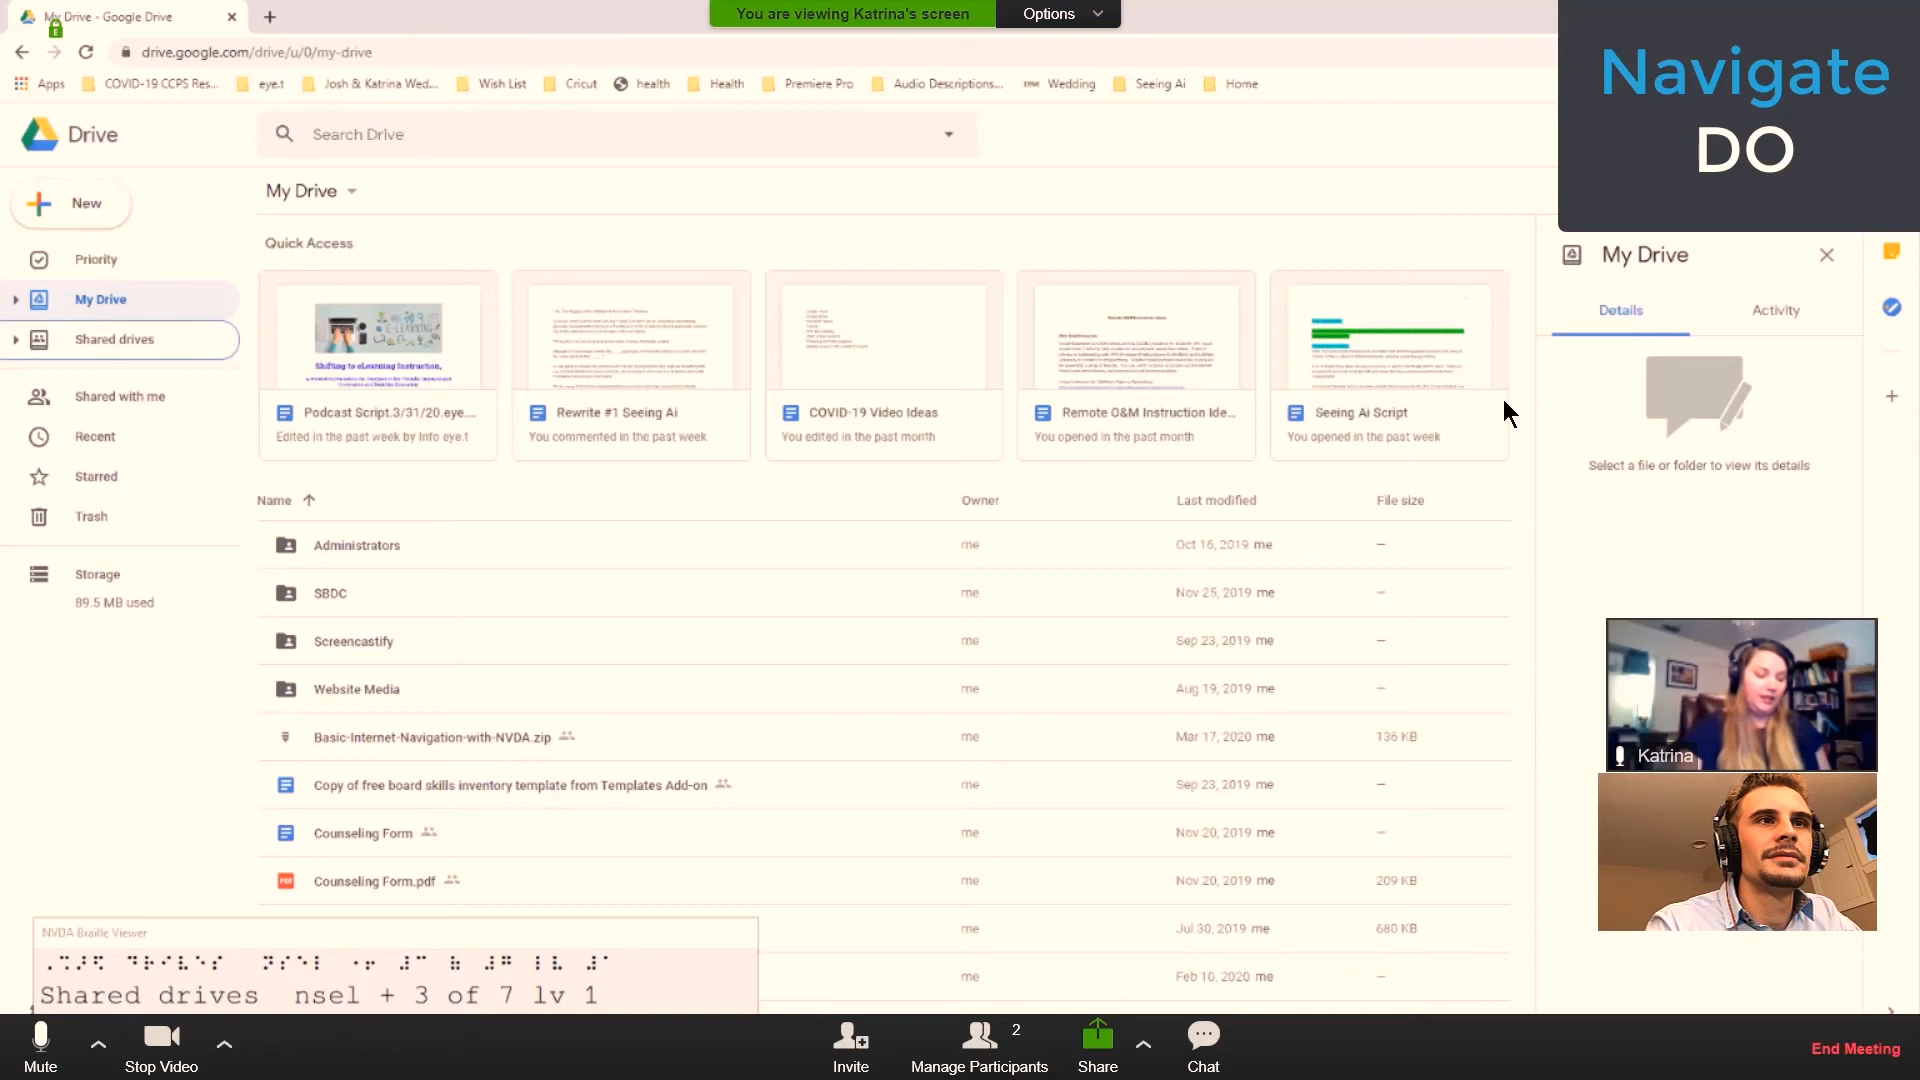 My Drive - Google Drive
You are viewing Katrina's screen
Options
drive.google.com/drive/u/0/my-drive
Apps
COVID-19 CCPS Res...
eye.t
Josh & Katrina Wed...
Wish List
Cricut
health
Health
Premiere Pro
Audio Descriptions...
Wedding
Seeing Ai
Home
Navigate
DO
Drive
Search Drive
New
My Drive
Priority
My Drive
Shared drives
Shared with me
Recent
Starred
Trash
Storage
89.5 MB used
Quick Access
Shifting to eLearning Instruction,
Podcast Script.3/31/20.eye....
Edited in the past week by Info eye.t
Rewrite #1 Seeing Ai
You commented in the past week
COVID-19 Video Ideas
You edited in the past month
Remote O&M Instruction Ide...
You opened in the past month
Seeing Ai Script
You opened in the past week
Name Owner Last modified File size
Administrators me Oct 16, 2019 me –
SBDC me Nov 25, 2019 me –
Screencastify me Sep 23, 2019 me –
Website Media me Aug 19, 2019 me –
Basic-Internet-Navigation-with-NVDA.zip me Mar 17, 2020 me 136 KB
Copy of free board skills inventory template from Templates Add-on me Sep 23, 2019 me –
Counseling Form me Nov 20, 2019 me –
Counseling Form.pdf me Nov 20, 2019 me 209 KB
me Jul 30, 2019 me 680 KB
me Feb 10, 2020 me –
My Drive
Details
Activity
Select a file or folder to view its details
Katrina
NVDA Braille Viewer
Shared drives nsel + 3 of 7 lv 1
Mute
Stop Video
Invite
2
Manage Participants
Share
Chat
End Meeting